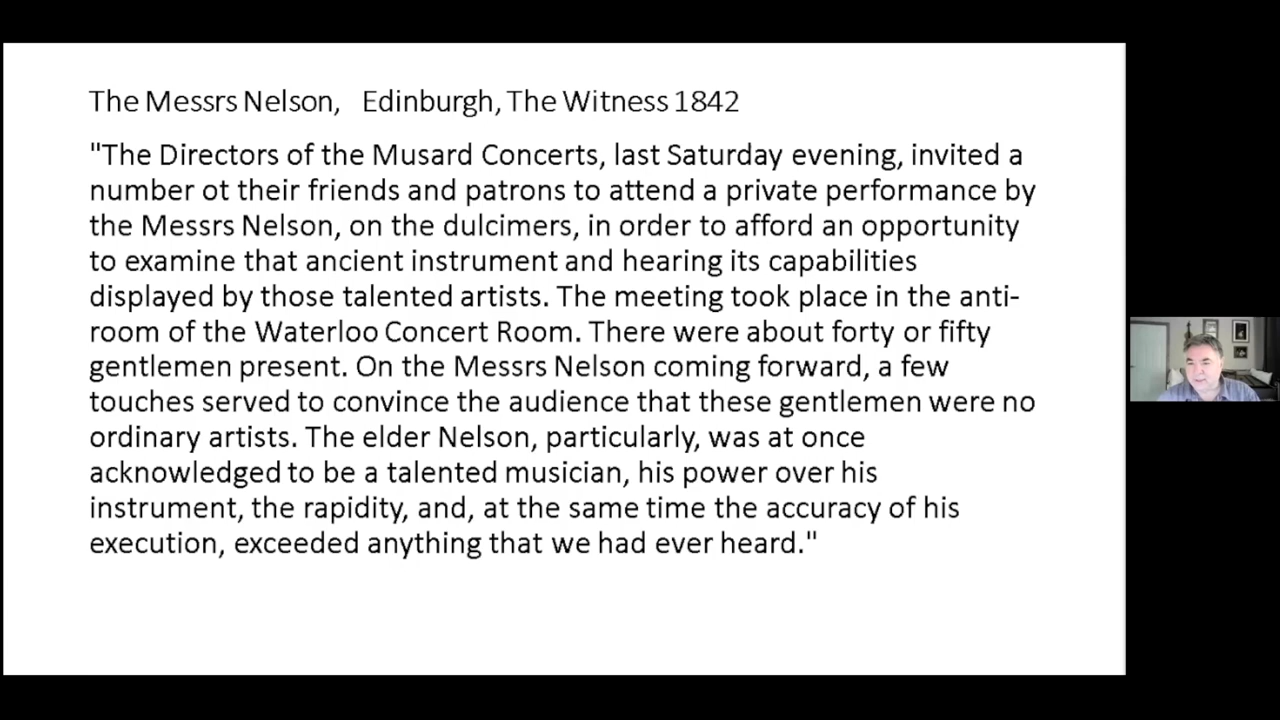 The Messrs Nelson, Edinburgh, The Witness 1842
"The Directors of the Musard Concerts, last Saturday evening, invited a
number ot their friends and patrons to attend a private performance by
the Messrs Nelson, on the dulcimers, in order to afford an opportunity
to examine that ancient instrument and hearing its capabilities
displayed by those talented artists. The meeting took place in the anti-
room of the Waterloo Concert Room. There were about forty or fifty
gentlemen present. On the Messrs Nelson coming forward, a few
touches served to convince the audience that these gentlemen were no
ordinary artists. The elder Nelson, particularly, was at once
acknowledged to be a talented musician, his power over his
instrument, the rapidity, and, at the same time the accuracy of his
execution, exceeded anything that we had ever heard."